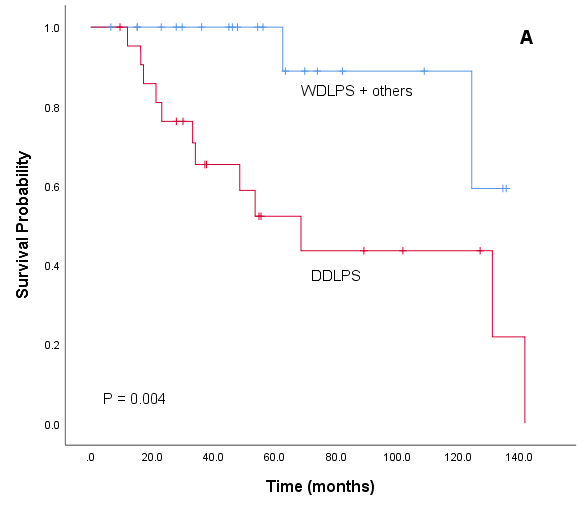 A
1.0
0.8
0.6
0.4
0.2
0.0
Survival Probability
WDLPS + others
DDLPS
P = 0.004
.0 20.0 40.0 60.0 80.0 100.0 120.0 140.0
Time (months)